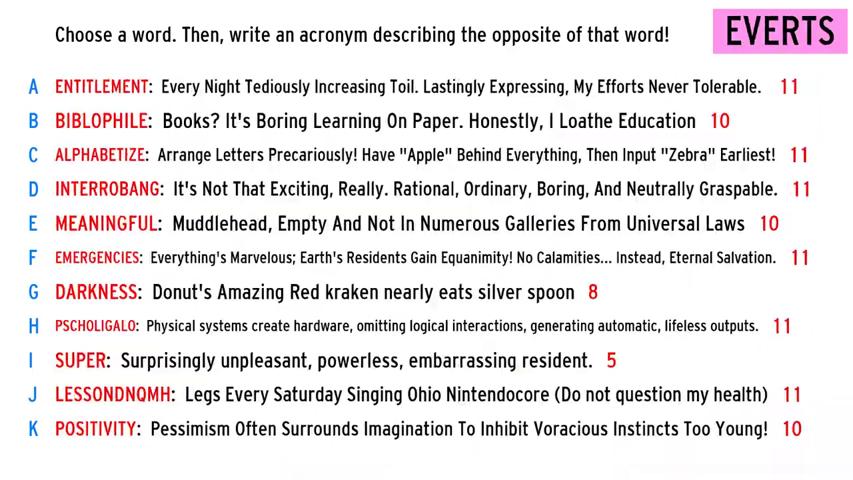 Choose a word. Then, write an acronym describing the opposite of that word!
EVERTS
A ENTITLEMENT: Every Night Tediously Increasing Toil. Lastingly Expressing, My Efforts Never Tolerable. 11
B BIBLOPHILE: Books? It's Boring Learning On Paper. Honestly, I Loathe Education 10
C ALPHABETIZE: Arrange Letters Precariously! Have "Apple" Behind Everything, Then Input "Zebra" Earliest! 11
D INTERROBANG: It's Not That Exciting, Really. Rational, Ordinary, Boring, And Neutrally Graspable. 11
E MEANINGFUL: Muddlehead, Empty And Not In Numerous Galleries From Universal Laws 10
F EMERGENCIES: Everything's Marvelous; Earth's Residents Gain Equanimity! No Calamities... Instead, Eternal Salvation. 11
G DARKNESS: Donut's Amazing Red kraken nearly eats silver spoon 8
H PSCHOLIGALO: Physical systems create hardware, omitting logical interactions, generating automatic, lifeless outputs. 11
I SUPER: Surprisingly unpleasant, powerless, embarrassing resident. 5
J LESSONDNQMH: Legs Every Saturday Singing Ohio Nintendocore (Do not question my health) 11
K POSITIVITY: Pessimism Often Surrounds Imagination To Inhibit Voracious Instincts Too Young! 10